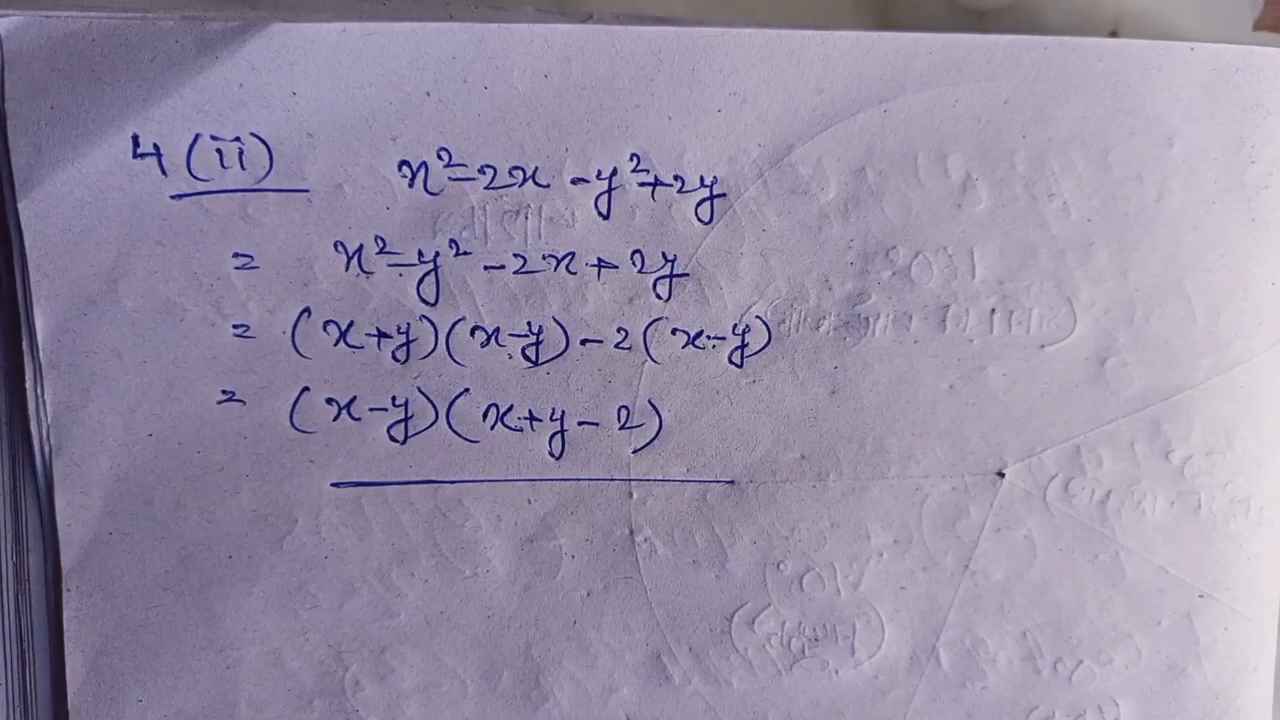 4 (ii) x²-2x-y²+2y
= x²-y²-2x+2y
= (x+y)(x-y)-2(x-y)
= (x-y)(x+y-2)